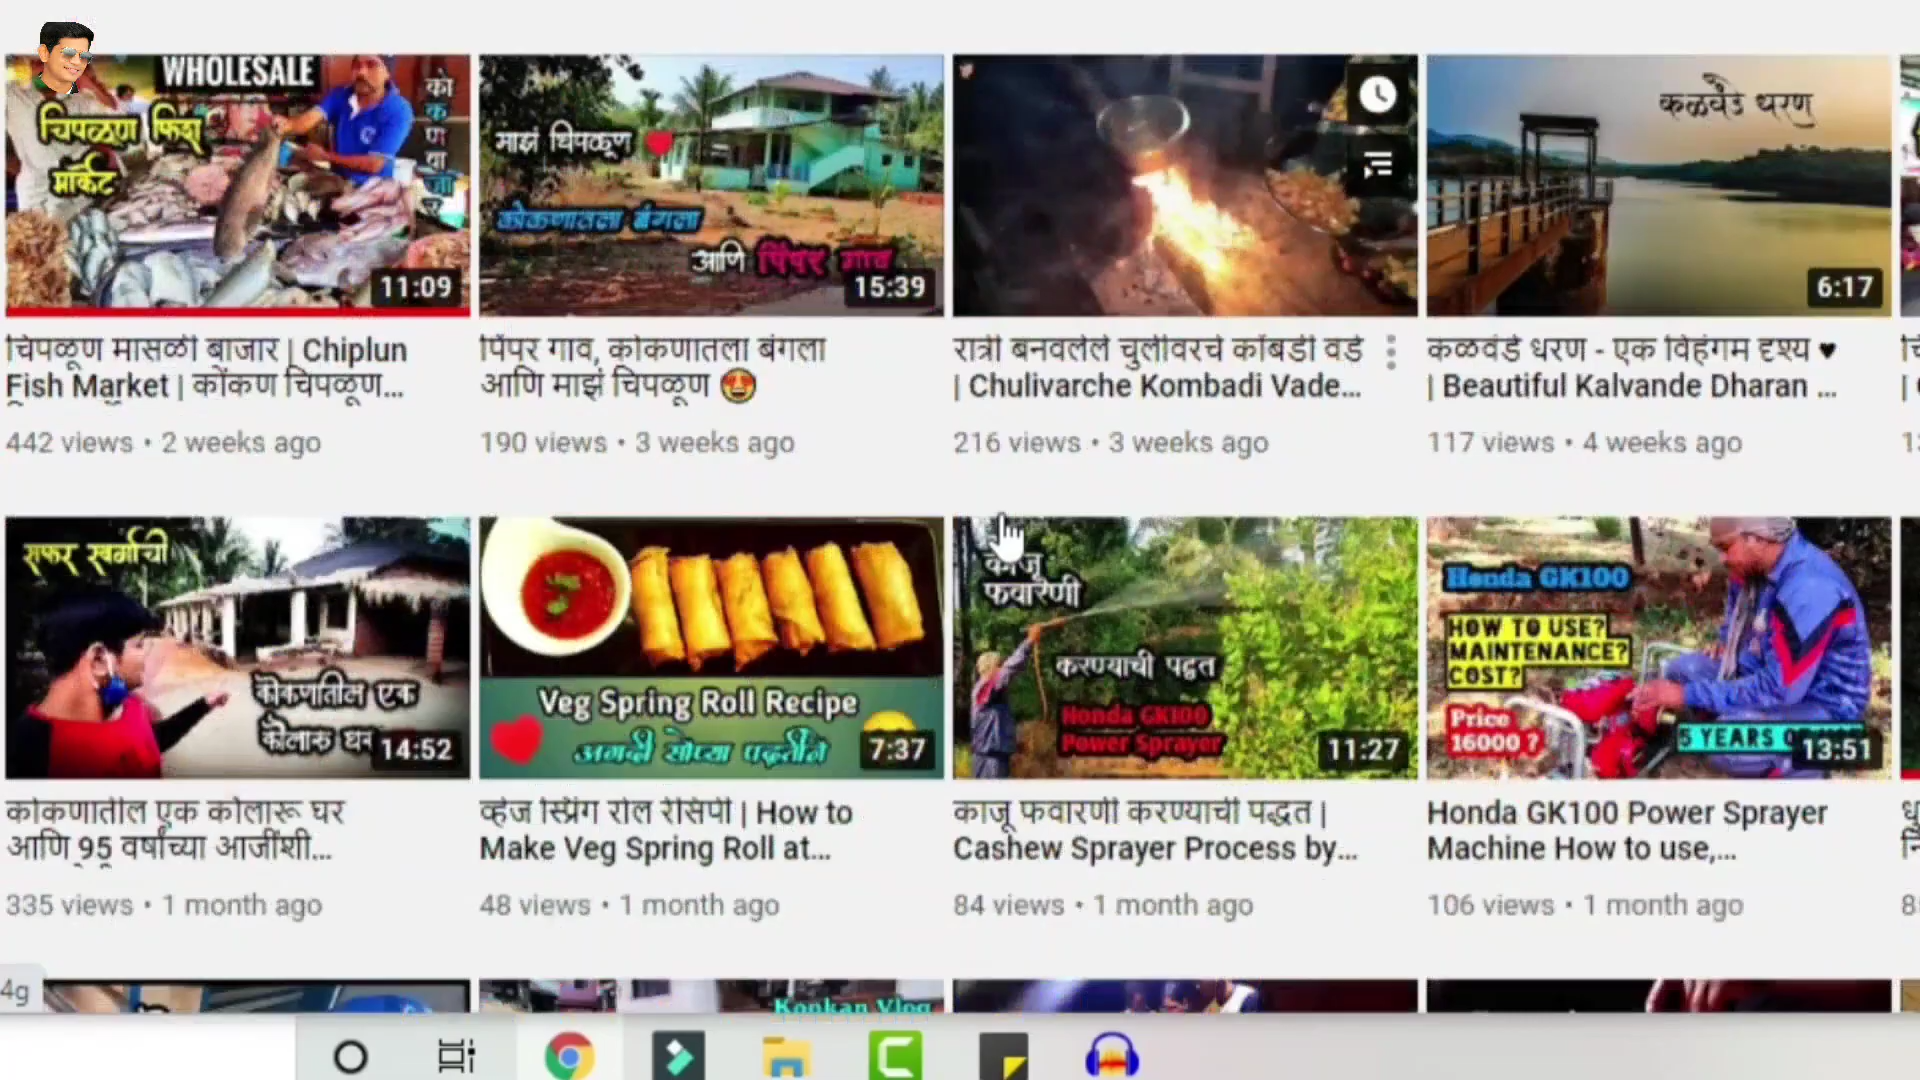 WHOLESALE
चिपळूण फिश
मार्केट
11:09
माझं चिपळूण
कोकणातला बंगला
आणि पिंपर गाव
15:39
कळवंडे धरण
6:17
चिपळूण मासळी बाजार | Chiplun
Fish Market | कोंकण चिपळूण...
442 views • 2 weeks ago
पिंपर गाव, कोकणातला बंगला
आणि माझं चिपळूण 😍
190 views • 3 weeks ago
रात्री बनवलेले चुलीवरचे कोंबडी वडे
| Chulivarche Kombadi Vade...
216 views • 3 weeks ago
कळवंडे धरण - एक विहंगम दृश्य ♥
| Beautiful Kalvande Dharan ...
117 views • 4 weeks ago
सफर स्वर्गाची
कोकणातील एक
कौलारु घर
14:52
Veg Spring Roll Recipe
अगदी सोप्या पद्धतीने
7:37
काजू
फवारणी
करण्याची पद्धत
Honda GK100
Power Sprayer
11:27
Honda GK100
HOW TO USE?
MAINTENANCE?
COST?
Price
16000 ?
5 YEARS
13:51
कोकणातील एक कौलारू घर
आणि 95 वर्षांच्या आजींशी...
335 views • 1 month ago
व्हेज स्प्रिंग रोल रेसिपी | How to
Make Veg Spring Roll at...
48 views • 1 month ago
काजू फवारणी करण्याची पद्धत |
Cashew Sprayer Process by...
84 views • 1 month ago
Honda GK100 Power Sprayer
Machine How to use,...
106 views • 1 month ago
4g
Konkan Vlog